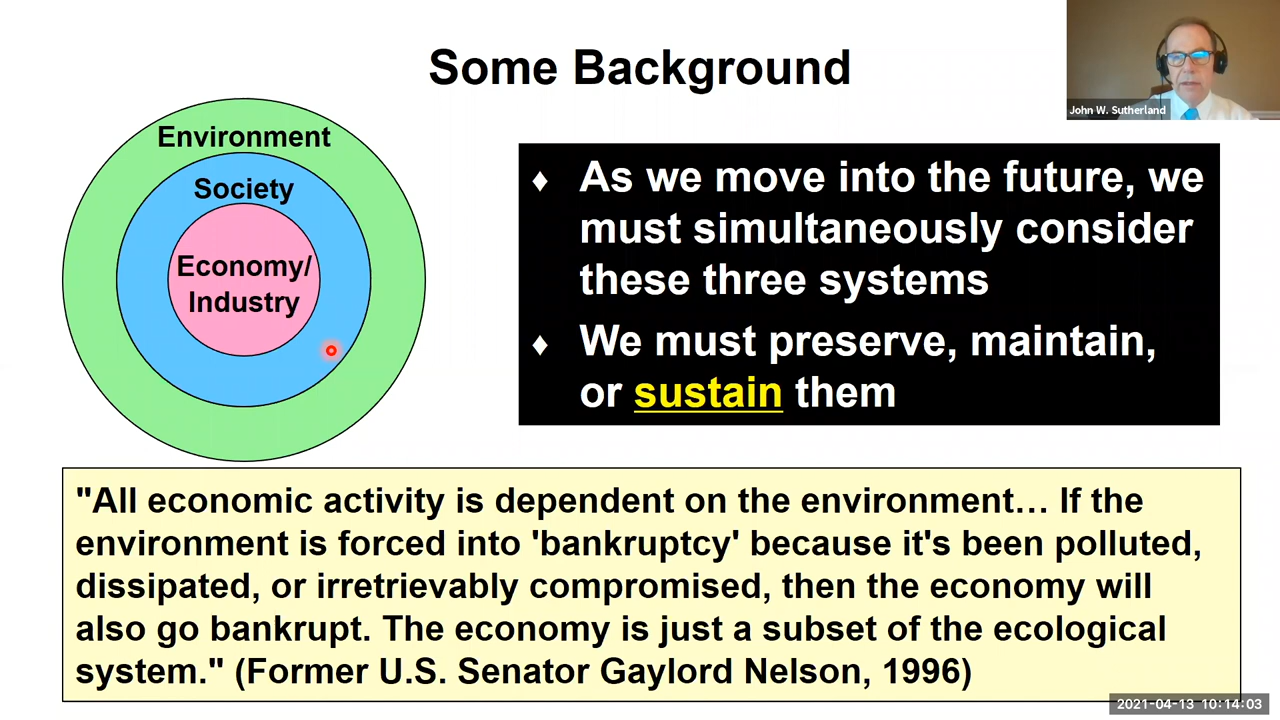 Some Background
John W. Sutherland
Environment
Society
Economy/
Industry
♦ As we move into the future, we
must simultaneously consider
these three systems
♦ We must preserve, maintain,
or sustain them
"All economic activity is dependent on the environment… If the
environment is forced into 'bankruptcy' because it's been polluted,
dissipated, or irretrievably compromised, then the economy will
also go bankrupt. The economy is just a subset of the ecological
system." (Former U.S. Senator Gaylord Nelson, 1996)
2021-04-13 10:14:03